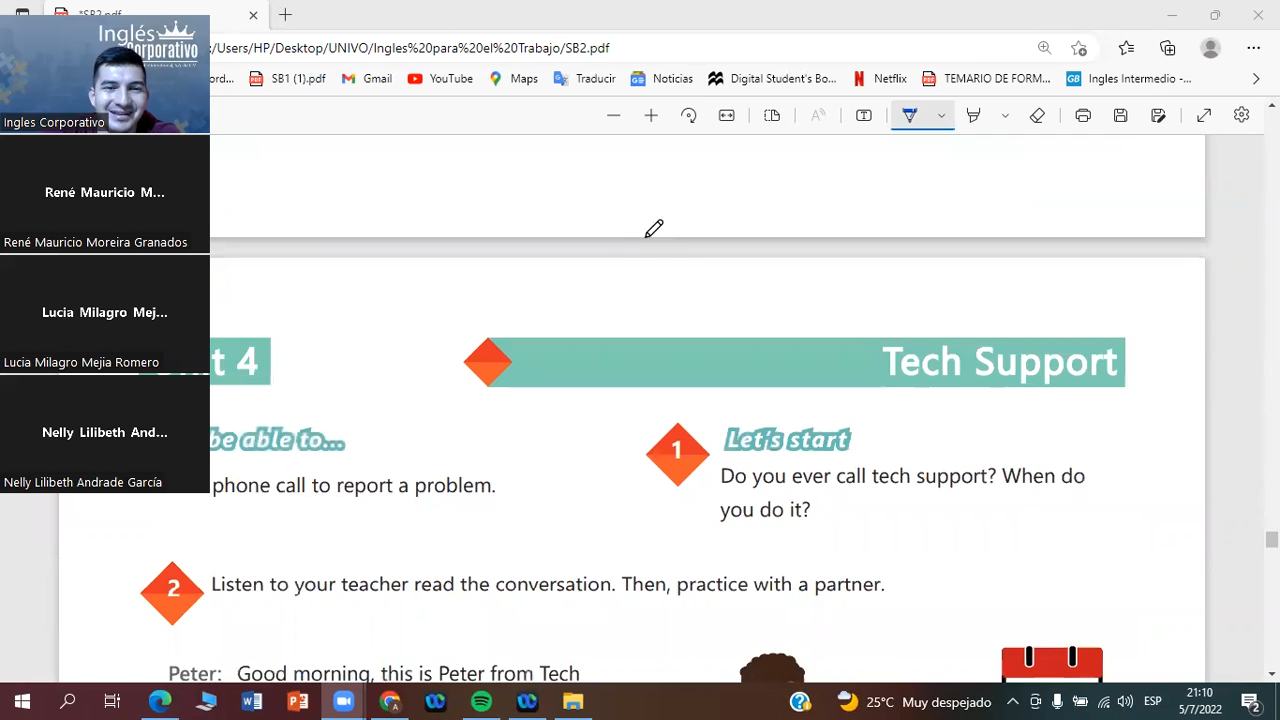 *SB2.pdf
:/Users/HP/Desktop/UNIVO/Ingles%20para%20el%20Trabajo/SB2.pdf
ord...
SB1 (1).pdf
Gmail
YouTube
Maps
Traducir
Noticias
Digital Student's Bo...
Netflix
TEMARIO DE FORM...
GB
Ingles Intermedio -...
Inglés
Corporativo
Ingles Corporativo
René Mauricio M...
René Mauricio Moreira Granados
Lucia Milagro Mej...
Lucia Milagro Mejia Romero
Nelly Lilibeth And...
Nelly Lilibeth Andrade García
t 4
Tech Support
be able to...
phone call to report a problem.
1
Let's start
Do you ever call tech support? When do
you do it?
2
Listen to your teacher read the conversation. Then, practice with a partner.
Peter: Good morning, this is Peter from Tech
25°C Muy despejado
ESP
21:10
5/7/2022
2